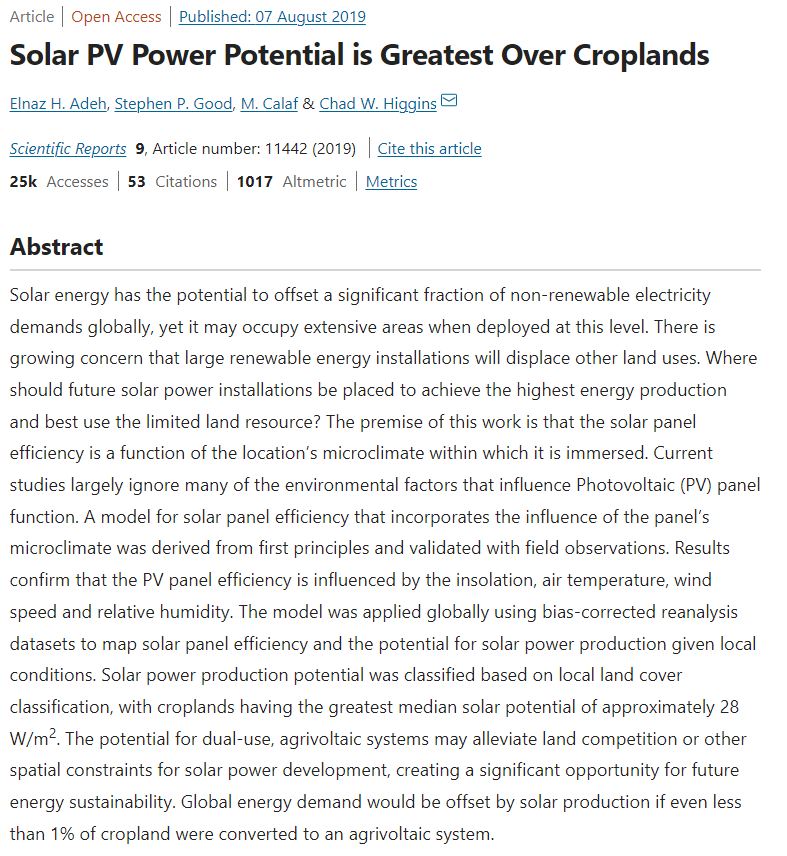 Article | Open Access | Published: 07 August 2019
Solar PV Power Potential is Greatest Over Croplands
Elnaz H. Adeh, Stephen P. Good, M. Calaf & Chad W. Higgins
Scientific Reports 9, Article number: 11442 (2019) | Cite this article
25k Accesses | 53 Citations | 1017 Altmetric | Metrics
Abstract
Solar energy has the potential to offset a significant fraction of non-renewable electricity
demands globally, yet it may occupy extensive areas when deployed at this level. There is
growing concern that large renewable energy installations will displace other land uses. Where
should future solar power installations be placed to achieve the highest energy production
and best use the limited land resource? The premise of this work is that the solar panel
efficiency is a function of the location’s microclimate within which it is immersed. Current
studies largely ignore many of the environmental factors that influence Photovoltaic (PV) panel
function. A model for solar panel efficiency that incorporates the influence of the panel’s
microclimate was derived from first principles and validated with field observations. Results
confirm that the PV panel efficiency is influenced by the insolation, air temperature, wind
speed and relative humidity. The model was applied globally using bias-corrected reanalysis
datasets to map solar panel efficiency and the potential for solar power production given local
conditions. Solar power production potential was classified based on local land cover
classification, with croplands having the greatest median solar potential of approximately 28
W/m². The potential for dual-use, agrivoltaic systems may alleviate land competition or other
spatial constraints for solar power development, creating a significant opportunity for future
energy sustainability. Global energy demand would be offset by solar production if even less
than 1% of cropland were converted to an agrivoltaic system.